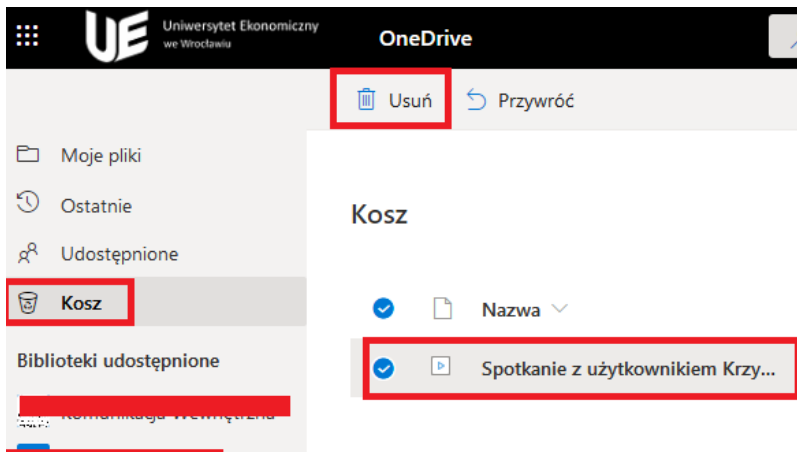 UE Uniwersytet Ekonomiczny
we Wrocławiu
OneDrive
Usuń
Przywróć
Moje pliki
Ostatnie
Udostępnione
Kosz
Biblioteki udostępnione
Kosz
Nazwa
Spotkanie z użytkownikiem Krzy...